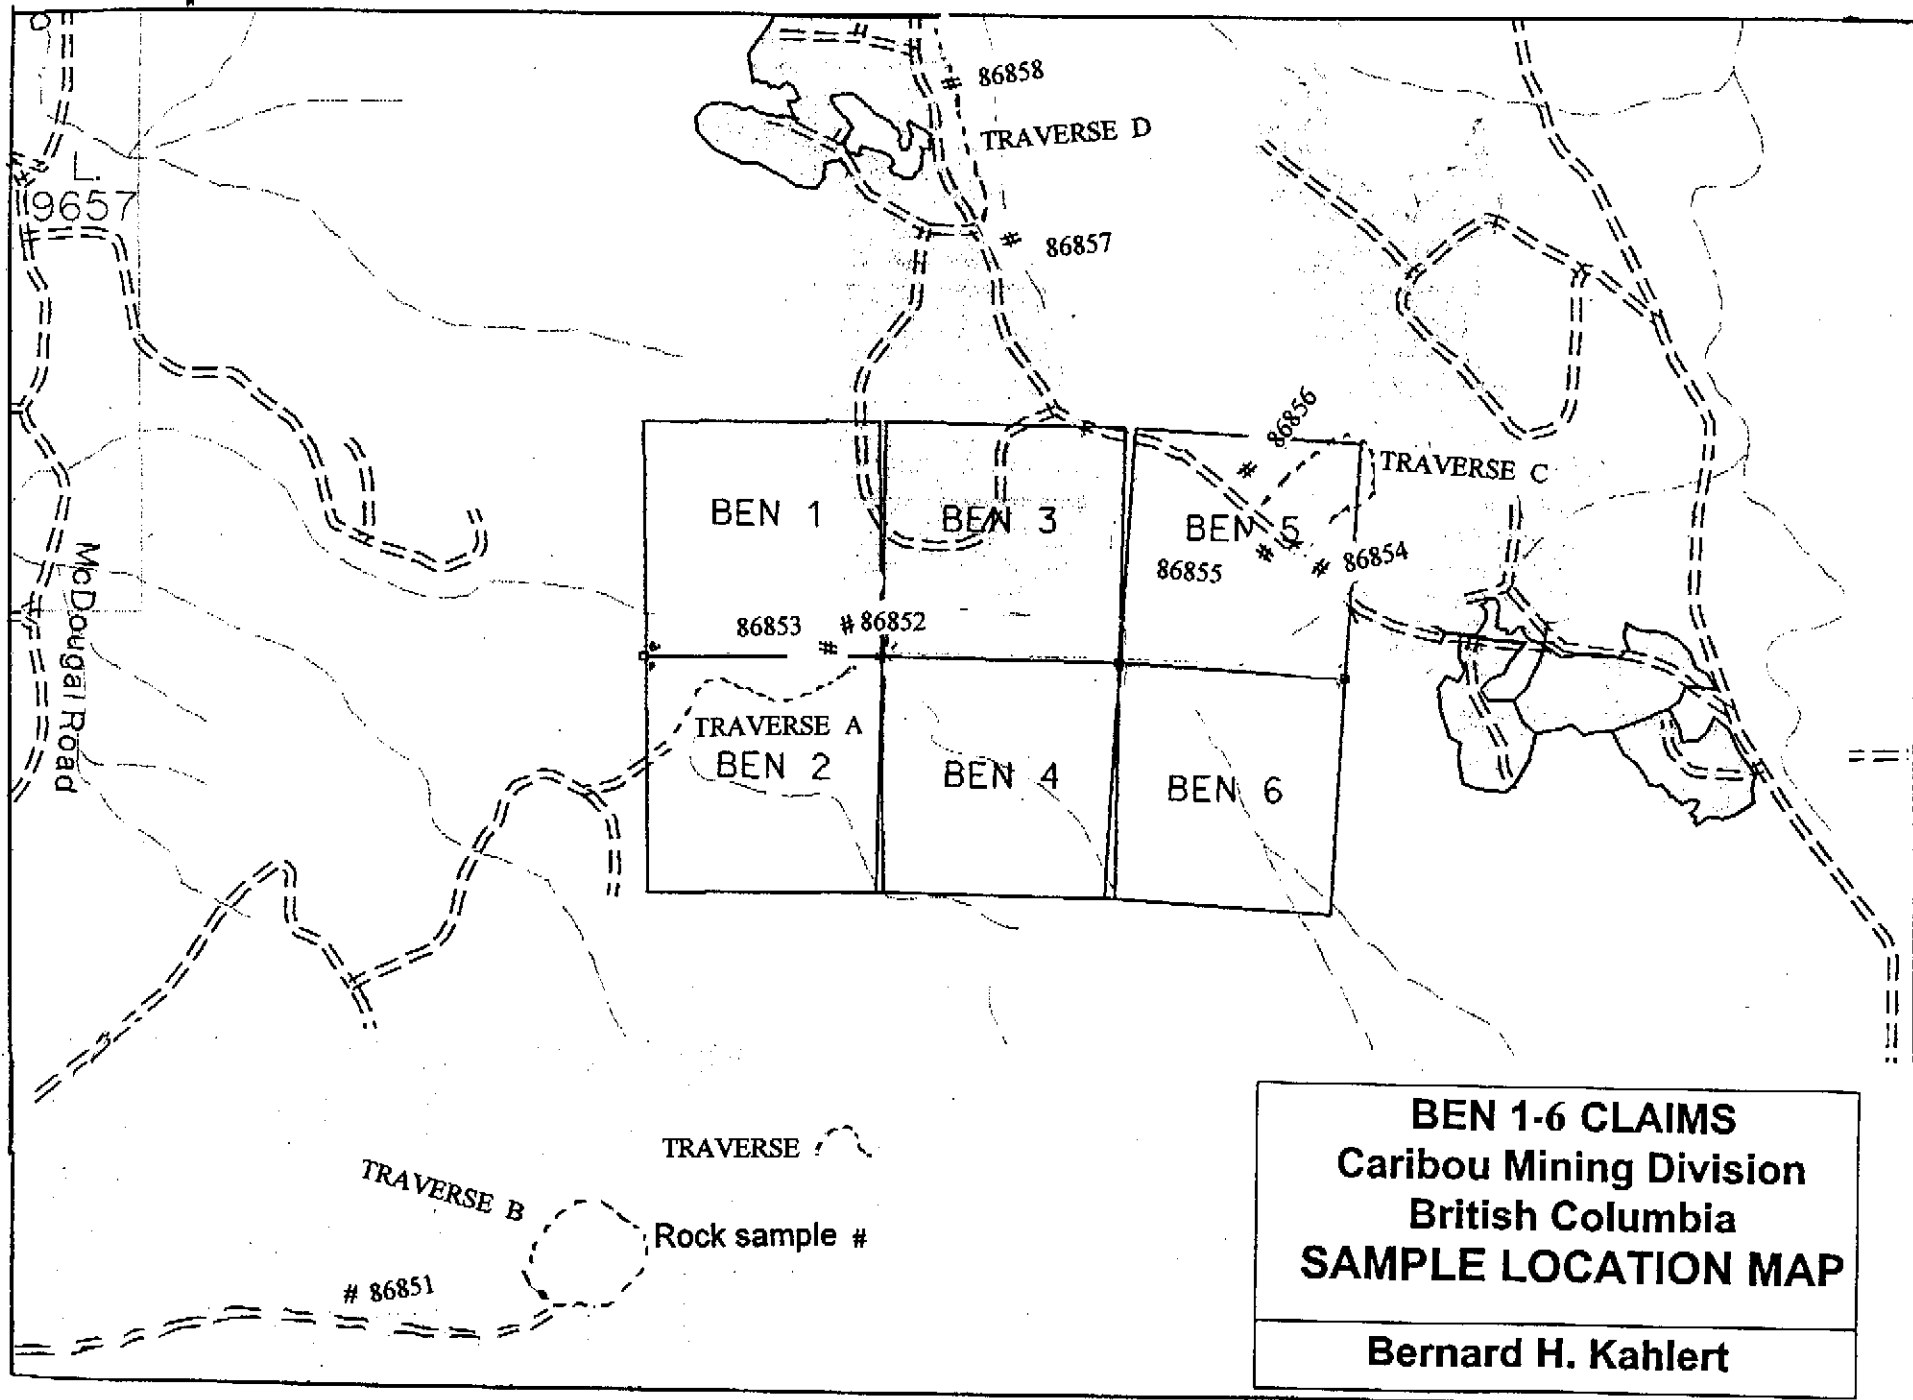 # 86858
TRAVERSE D
L.
9657
# 86857
# 86856
TRAVERSE C
BEN 1
BEN 3
BEN 5
86855 #
# 86854
McDougal Road
86853 #
# 86852
TRAVERSE A
BEN 2
BEN 4
BEN 6
TRAVERSE
TRAVERSE B
Rock sample #
# 86851
BEN 1-6 CLAIMS
Caribou Mining Division
British Columbia
SAMPLE LOCATION MAP
Bernard H. Kahlert